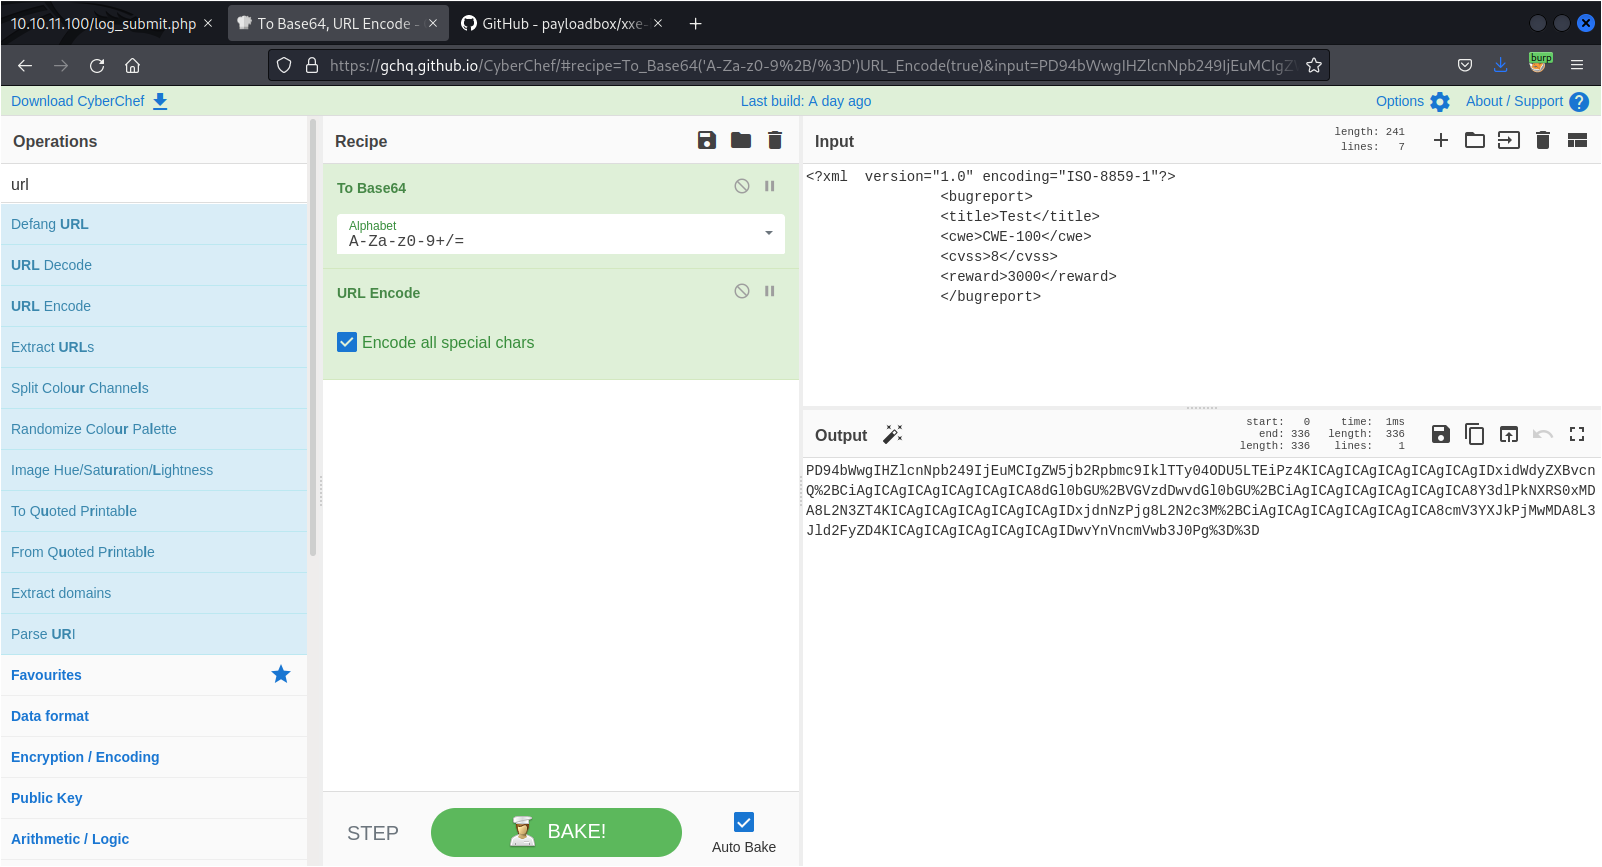 10.10.11.100/log_submit.php
To Base64, URL Encode -
GitHub - payloadbox/xxe-
https://gchq.github.io/CyberChef/#recipe=To_Base64('A-Za-z0-9%2B/%3D')URL_Encode(true)&input=PD94bWwgIHZlcnNpb249IjEuMCIgZV
burp
Download CyberChef
Last build: A day ago
Options
About / Support
Operations
url
Defang URL
URL Decode
URL Encode
Extract URLs
Split Colour Channels
Randomize Colour Palette
Image Hue/Saturation/Lightness
To Quoted Printable
From Quoted Printable
Extract domains
Parse URI
Favourites
Data format
Encryption / Encoding
Public Key
Arithmetic / Logic
Recipe
To Base64
Alphabet
A-Za-z0-9+/=
URL Encode
Encode all special chars
STEP
BAKE!
Auto Bake
Input
length: 241
lines: 7
<?xml  version="1.0" encoding="ISO-8859-1"?>
<bugreport>
<title>Test</title>
<cwe>CWE-100</cwe>
<cvss>8</cvss>
<reward>3000</reward>
</bugreport>
Output
start: 0 time: 1ms
end: 336 length: 336
length: 336 lines: 1
PD94bWwgIHZlcnNpb249IjEuMCIgZW5jb2Rpbmc9IklTTy04ODU5LTEiPz4KICAgICAgICAgICAgICAgIDxidWdyZXBvcn
Q%2BCiAgICAgICAgICAgICAgICA8dGl0bGU%2BVGVzdDwvdGl0bGU%2BCiAgICAgICAgICAgICAgICA8Y3dlPkNXRS0xMD
A8L2N3ZT4KICAgICAgICAgICAgICAgIDxjdnNzPjg8L2N2c3M%2BCiAgICAgICAgICAgICAgICA8cmV3YXJkPjMwMDA8L3
Jld2FyZD4KICAgICAgICAgICAgICAgIDwvYnVncmVwb3J0Pg%3D%3D